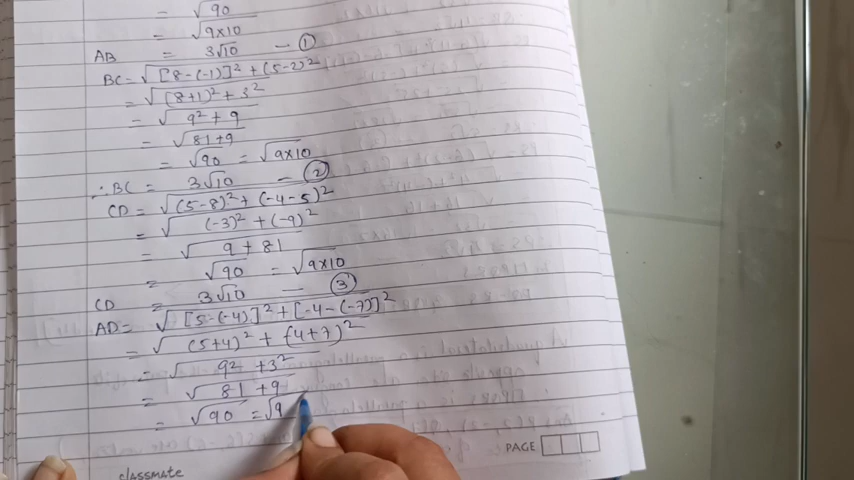 = √90
= √9×10
AB = 3√10 — ①
BC = √[8-(-1)]² + (5-2)²
= √(8+1)² + 3²
= √9² + 9
= √81+9
= √90 = √9×10
∴ BC = 3√10 — ②
CD = √(5-8)² + (-4-5)²
= √(-3)² + (-9)²
= √9 + 81
= √90 = √9×10
CD = 3√10 — ③
AD = √[5-(-4)]² + [-4-(-7)]²
= √(5+4)² + (4+7)²
= √9² + 3²
= √81 + 9
= √90 = √9
classmate
PAGE